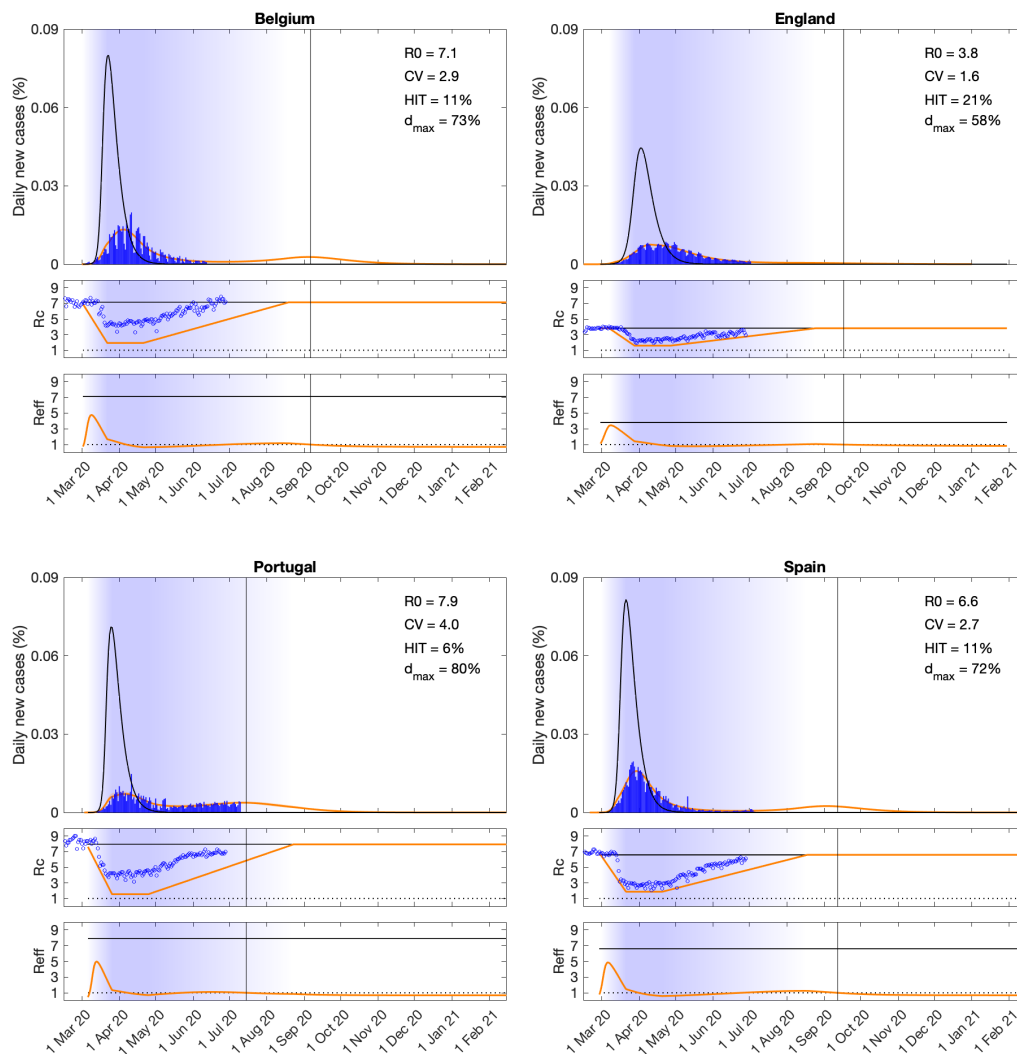 Belgium
0.09
0.06
0.03
0
Daily new cases (%)
R0 = 7.1
CV = 2.9
HIT = 11%
d_max = 73%
9
7
5
3
1
Rc
9
7
5
3
1
Reff
1 Mar 20
1 Apr 20
1 May 20
1 Jun 20
1 Jul 20
1 Aug 20
1 Sep 20
1 Oct 20
1 Nov 20
1 Dec 20
1 Jan 21
1 Feb 21
England
0.09
0.06
0.03
0
Daily new cases (%)
R0 = 3.8
CV = 1.6
HIT = 21%
d_max = 58%
9
7
5
3
1
Rc
9
7
5
3
1
Reff
1 Mar 20
1 Apr 20
1 May 20
1 Jun 20
1 Jul 20
1 Aug 20
1 Sep 20
1 Oct 20
1 Nov 20
1 Dec 20
1 Jan 21
1 Feb 21
Portugal
0.09
0.06
0.03
0
Daily new cases (%)
R0 = 7.9
CV = 4.0
HIT = 6%
d_max = 80%
9
7
5
3
1
Rc
9
7
5
3
1
Reff
1 Mar 20
1 Apr 20
1 May 20
1 Jun 20
1 Jul 20
1 Aug 20
1 Sep 20
1 Oct 20
1 Nov 20
1 Dec 20
1 Jan 21
1 Feb 21
Spain
0.09
0.06
0.03
0
Daily new cases (%)
R0 = 6.6
CV = 2.7
HIT = 11%
d_max = 72%
9
7
5
3
1
Rc
9
7
5
3
1
Reff
1 Mar 20
1 Apr 20
1 May 20
1 Jun 20
1 Jul 20
1 Aug 20
1 Sep 20
1 Oct 20
1 Nov 20
1 Dec 20
1 Jan 21
1 Feb 21